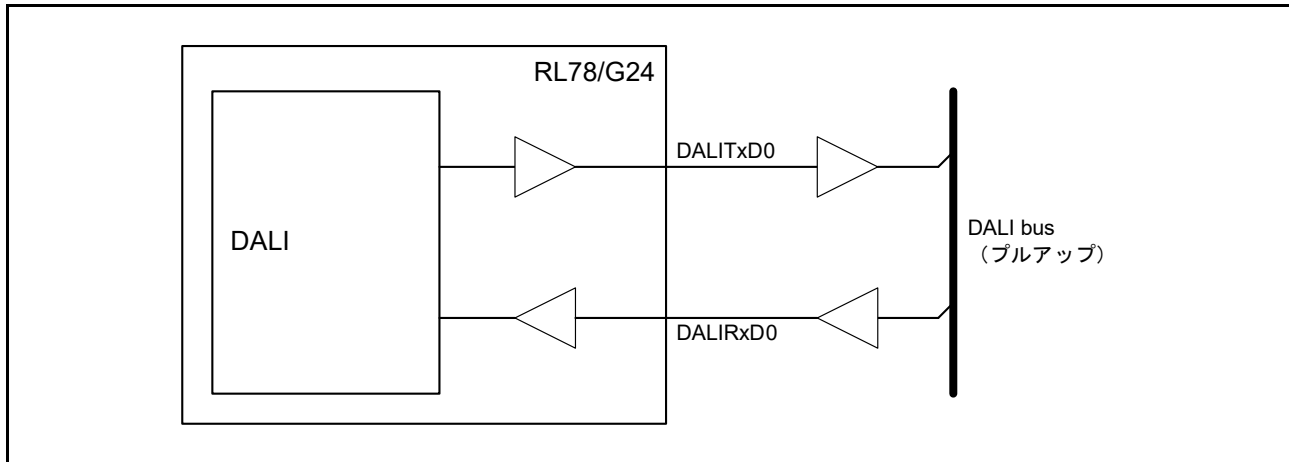 RL78/G24
DALITxD0
DALI
DALI bus
（プルアップ）
DALIRxD0